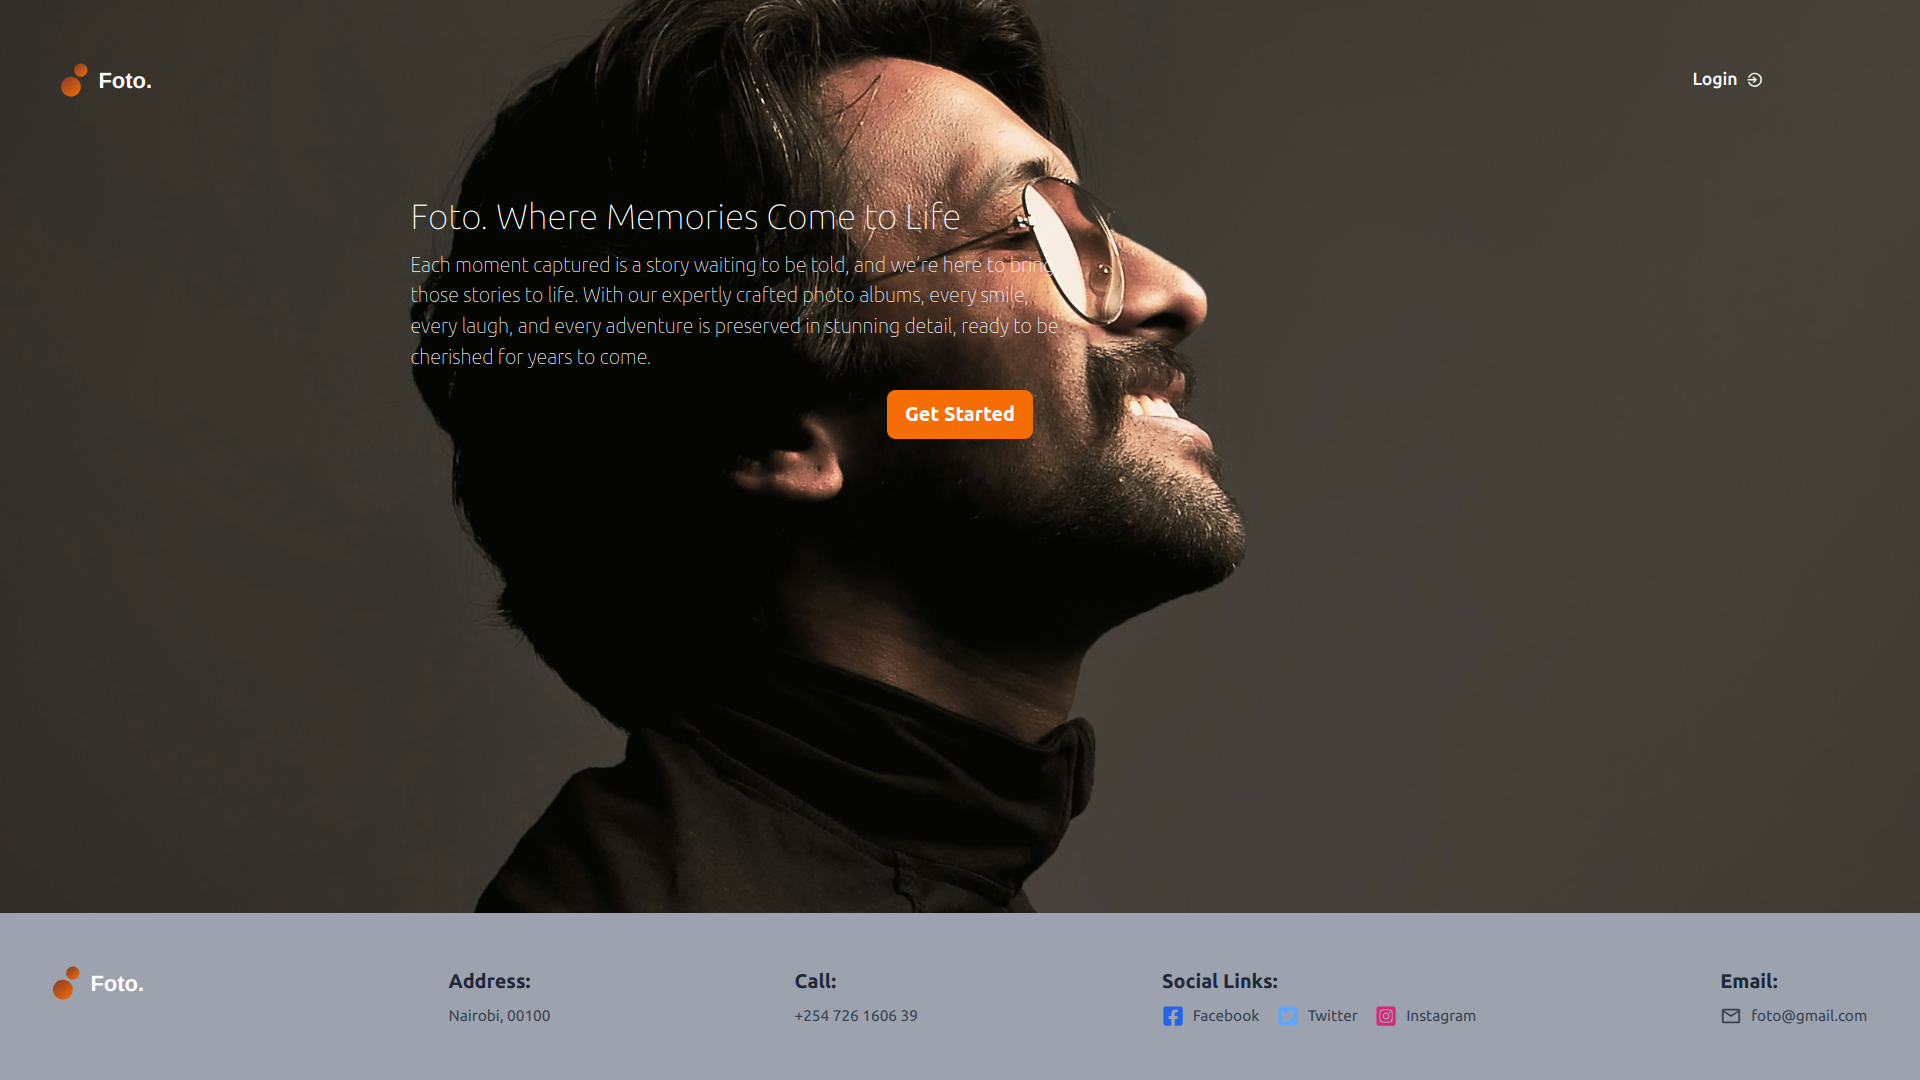 Foto.
Login
Foto. Where Memories Come to Life
Each moment captured is a story waiting to be told, and we’re here to bring
those stories to life. With our expertly crafted photo albums, every smile,
every laugh, and every adventure is preserved in stunning detail, ready to be
cherished for years to come.
Get Started
Foto.
Address:
Nairobi, 00100
Call:
+254 726 1606 39
Social Links:
Facebook Twitter Instagram
Email:
foto@gmail.com